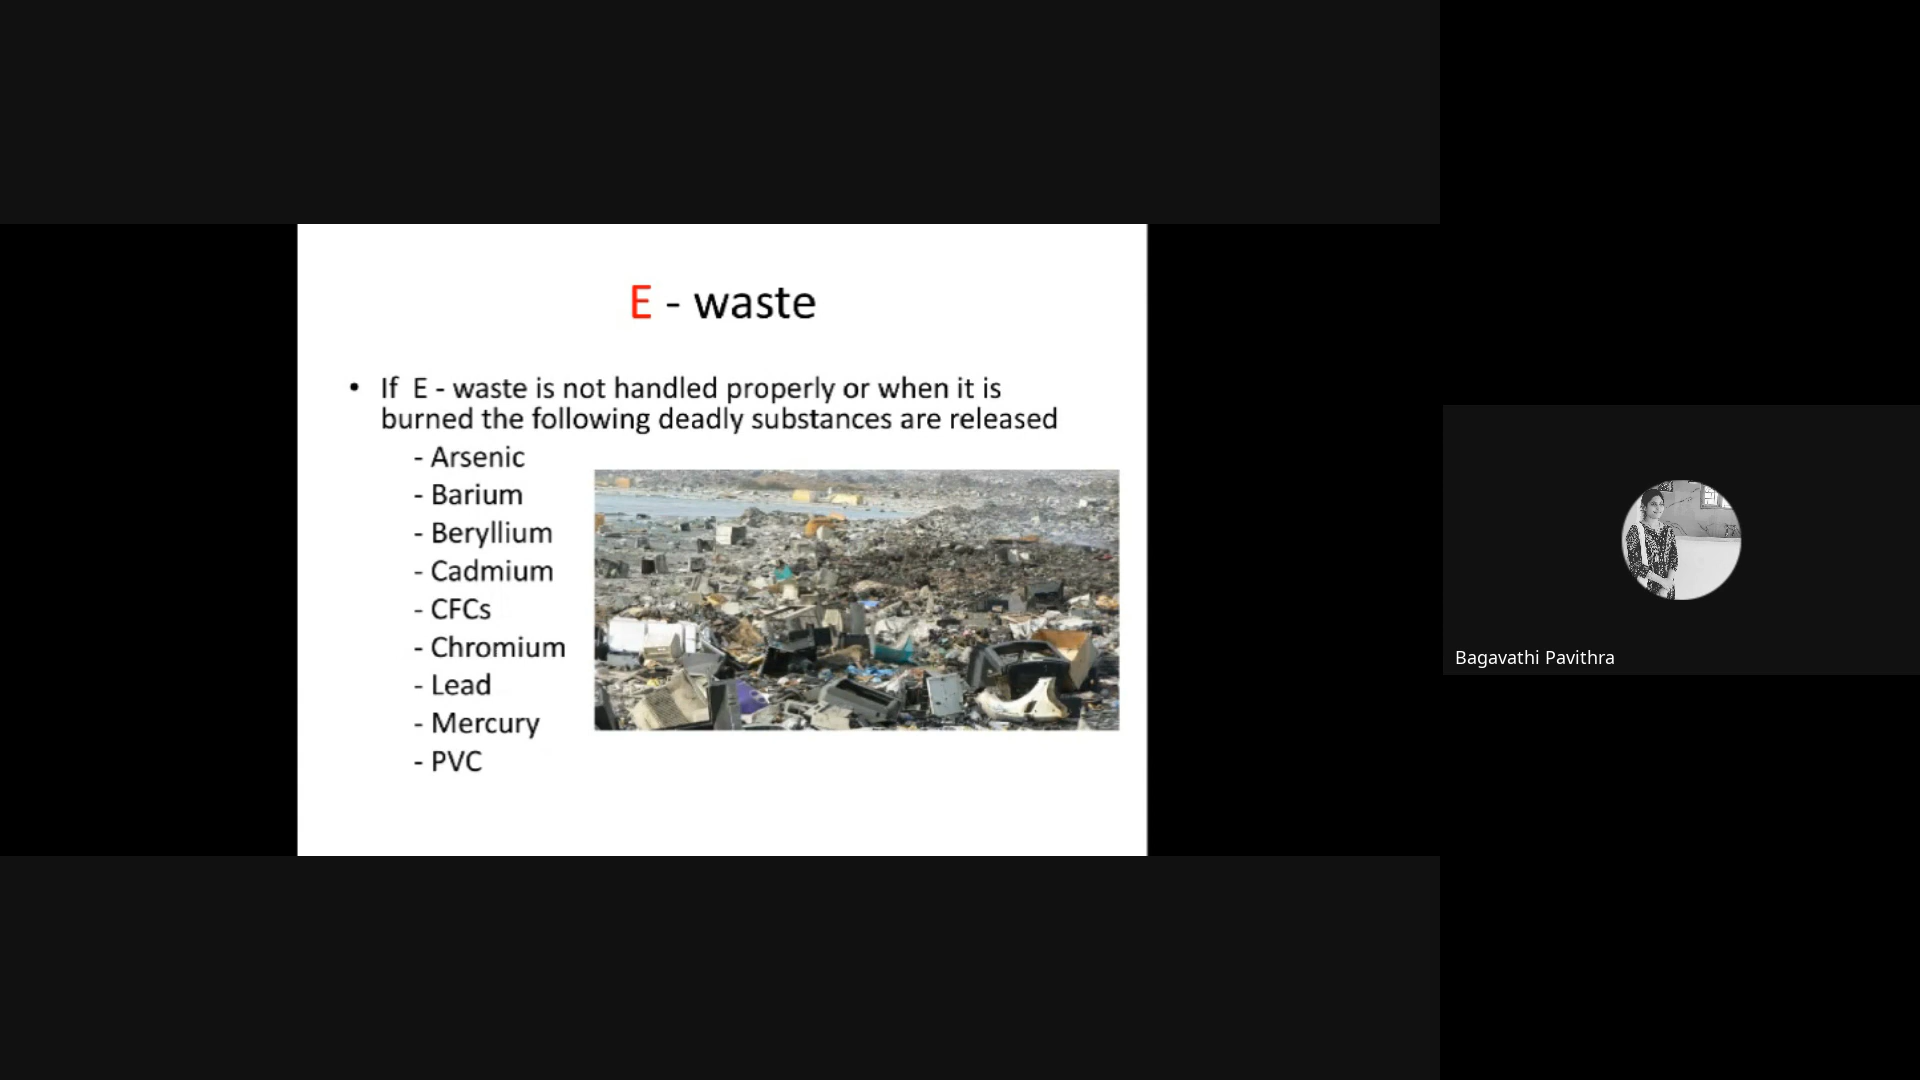 E - waste
• If E - waste is not handled properly or when it is
burned the following deadly substances are released
- Arsenic
- Barium
- Beryllium
- Cadmium
- CFCs
- Chromium
- Lead
- Mercury
- PVC
Bagavathi Pavithra